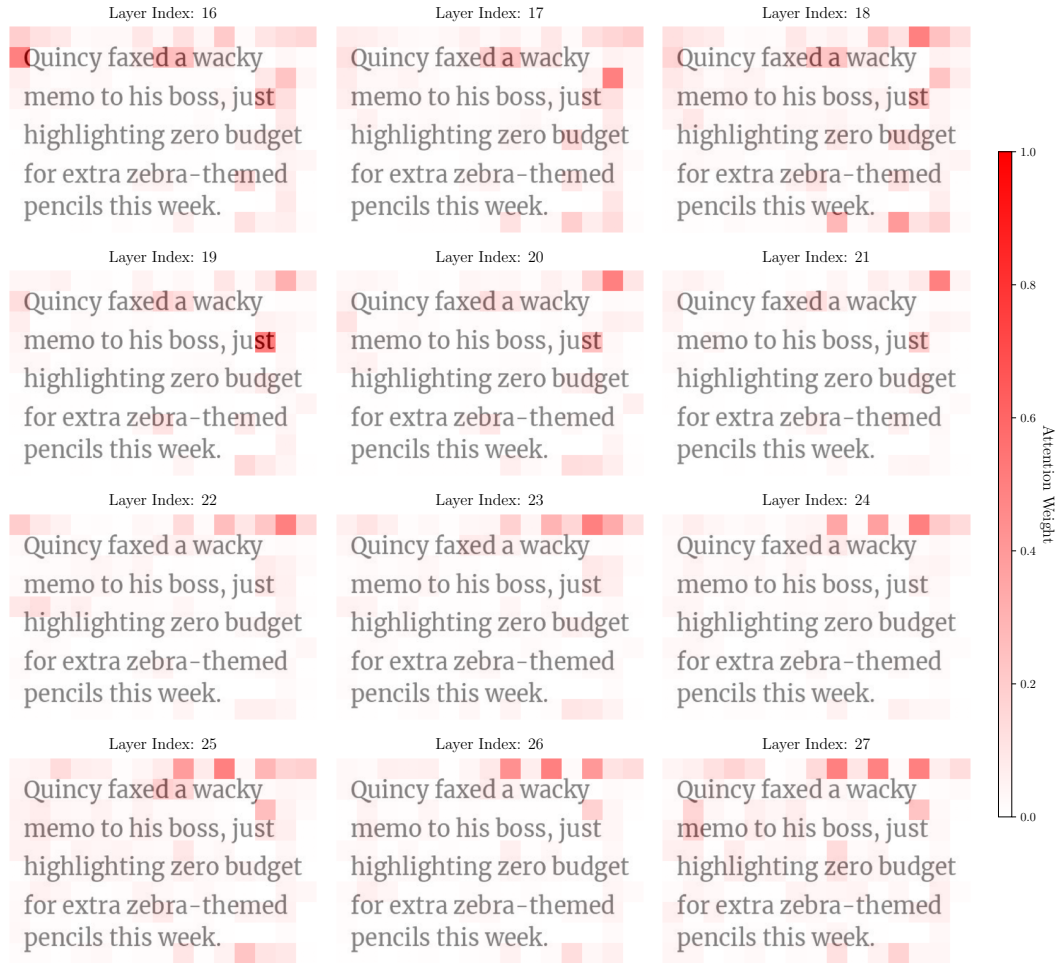 Layer Index: 16
Quincy faxed a wacky
memo to his boss, just
highlighting zero budget
for extra zebra-themed
pencils this week.
Layer Index: 17
Quincy faxed a wacky
memo to his boss, just
highlighting zero budget
for extra zebra-themed
pencils this week.
Layer Index: 18
Quincy faxed a wacky
memo to his boss, just
highlighting zero budget
for extra zebra-themed
pencils this week.
Layer Index: 19
Quincy faxed a wacky
memo to his boss, just
highlighting zero budget
for extra zebra-themed
pencils this week.
Layer Index: 20
Quincy faxed a wacky
memo to his boss, just
highlighting zero budget
for extra zebra-themed
pencils this week.
Layer Index: 21
Quincy faxed a wacky
memo to his boss, just
highlighting zero budget
for extra zebra-themed
pencils this week.
Layer Index: 22
Quincy faxed a wacky
memo to his boss, just
highlighting zero budget
for extra zebra-themed
pencils this week.
Layer Index: 23
Quincy faxed a wacky
memo to his boss, just
highlighting zero budget
for extra zebra-themed
pencils this week.
Layer Index: 24
Quincy faxed a wacky
memo to his boss, just
highlighting zero budget
for extra zebra-themed
pencils this week.
Layer Index: 25
Quincy faxed a wacky
memo to his boss, just
highlighting zero budget
for extra zebra-themed
pencils this week.
Layer Index: 26
Quincy faxed a wacky
memo to his boss, just
highlighting zero budget
for extra zebra-themed
pencils this week.
Layer Index: 27
Quincy faxed a wacky
memo to his boss, just
highlighting zero budget
for extra zebra-themed
pencils this week.
1.0
0.8
0.6
0.4
0.2
0.0
Attention Weight